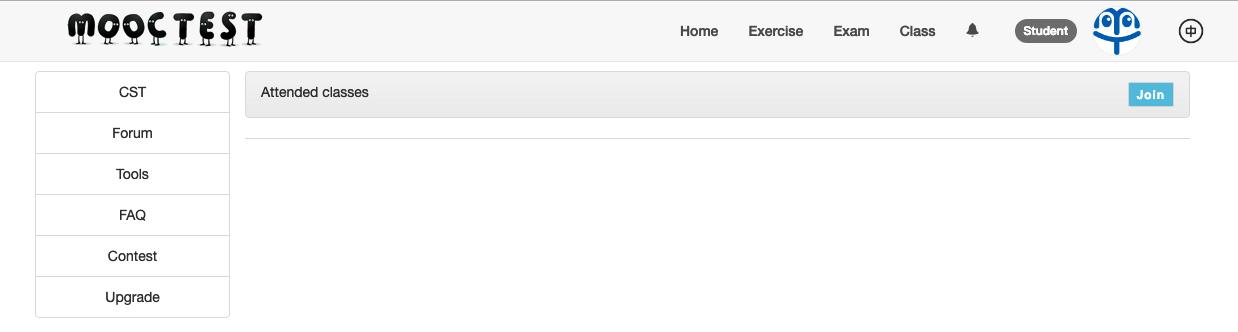 MOOCTEST
Home Exercise Exam Class Student 中
CST
Forum
Tools
FAQ
Contest
Upgrade
Attended classes Join